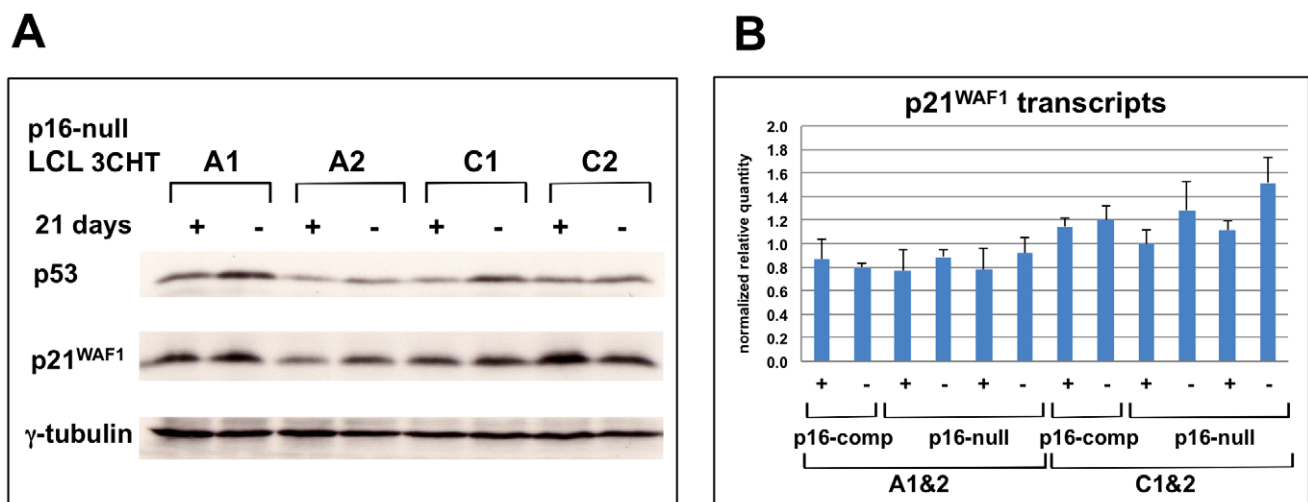 A
p16-null
LCL 3CHT A1 A2 C1 C2
21 days + - + - + - + -
p53
p21WAF1
γ-tubulin
B
p21WAF1 transcripts
normalized relative quantity
2.0
1.8
1.6
1.4
1.2
1.0
0.8
0.6
0.4
0.2
0.0
+ - + - + - + - + - + -
p16-comp p16-null p16-comp p16-null
A1&2 C1&2